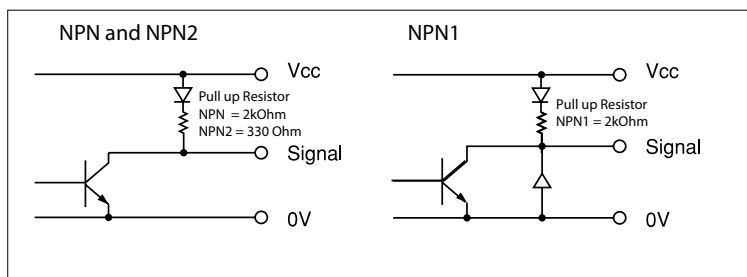 NPN and NPN2
Vcc
Pull up Resistor
NPN = 2kOhm
NPN2 = 330 Ohm
Signal
0V
NPN1
Vcc
Pull up Resistor
NPN1 = 2kOhm
Signal
0V